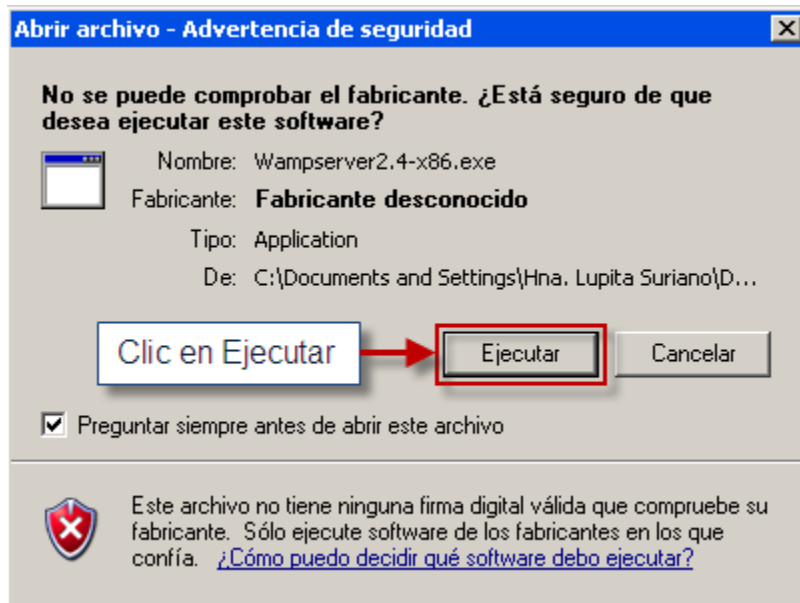 Abrir archivo - Advertencia de seguridad
No se puede comprobar el fabricante. ¿Está seguro de que
desea ejecutar este software?
Nombre: Wampserver2.4-x86.exe
Fabricante: Fabricante desconocido
Tipo: Application
De: C:\Documents and Settings\Hna. Lupita Suriano\D...
Clic en Ejecutar
Ejecutar
Cancelar
Preguntar siempre antes de abrir este archivo
Este archivo no tiene ninguna firma digital válida que compruebe su
fabricante. Sólo ejecute software de los fabricantes en los que
confía. ¿Cómo puedo decidir qué software debo ejecutar?